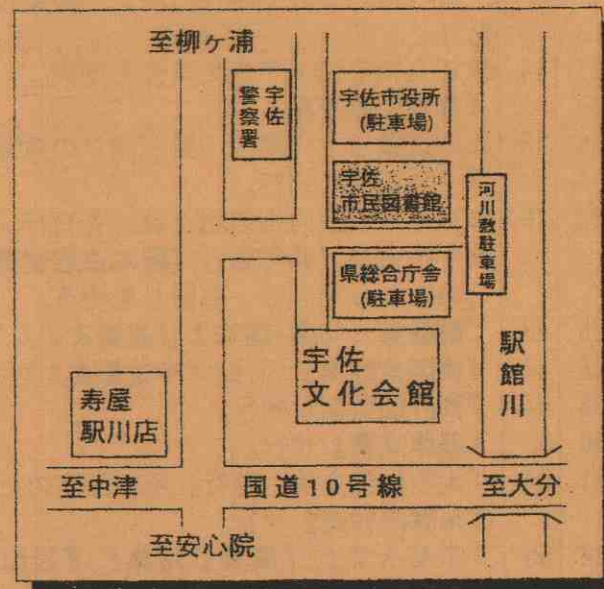 至柳ヶ浦
宇佐
警察署
宇佐市役所
(駐車場)
宇佐
市民図書館
河川敷駐車場
県総合庁舎
(駐車場)
宇佐
文化会館
駅館川
寿屋
駅川店
至中津
国道10号線
至大分
至安心院